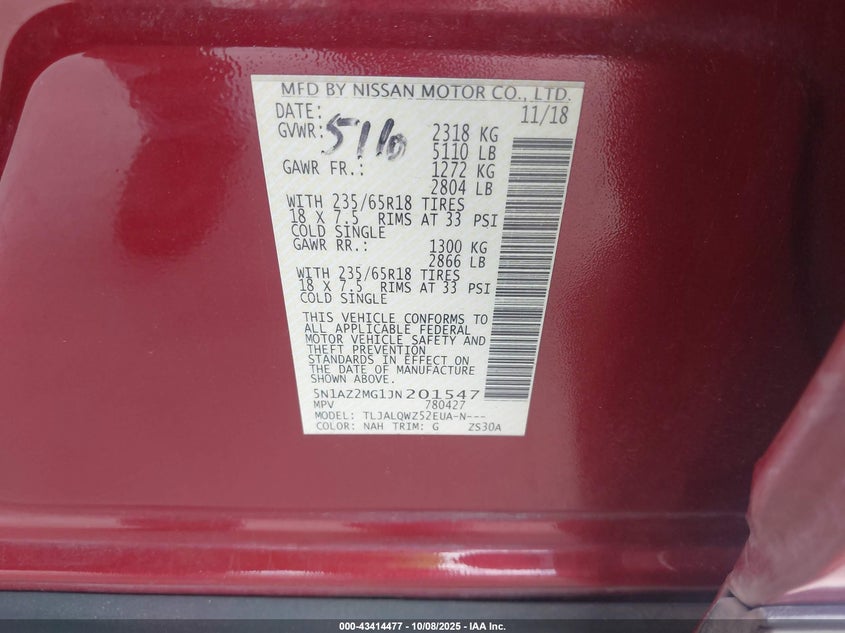 MFD BY NISSAN MOTOR CO., LTD.
DATE: 11/18
GVWR: 5110 2318 KG
5110 LB
GAWR FR.: 1272 KG
2804 LB
WITH 235/65R18 TIRES
18 X 7.5 RIMS AT 33 PSI
COLD SINGLE
GAWR RR.: 1300 KG
2866 LB
WITH 235/65R18 TIRES
18 X 7.5 RIMS AT 33 PSI
COLD SINGLE
THIS VEHICLE CONFORMS TO
ALL APPLICABLE FEDERAL
MOTOR VEHICLE SAFETY AND
THEFT PREVENTION
STANDARDS IN EFFECT ON
THE DATE OF MANUFACTURE
SHOWN ABOVE.
5N1AZ2MG1JN201547
MPV 780427
MODEL: TLJALQWZ52EUA-N---
COLOR: NAH TRIM: G ZS30A
000-43414477 - 10/08/2025 - IAA Inc.